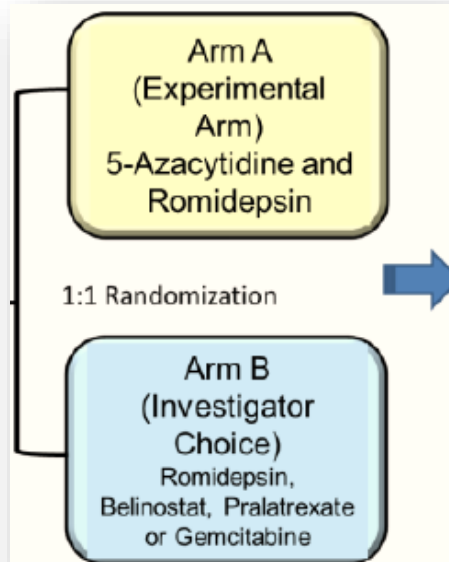 Arm A
(Experimental
Arm)
5-Azacytidine and
Romidepsin
1:1 Randomization
Arm B
(Investigator
Choice)
Romidepsin,
Belinostat, Pralatrexate
or Gemcitabine